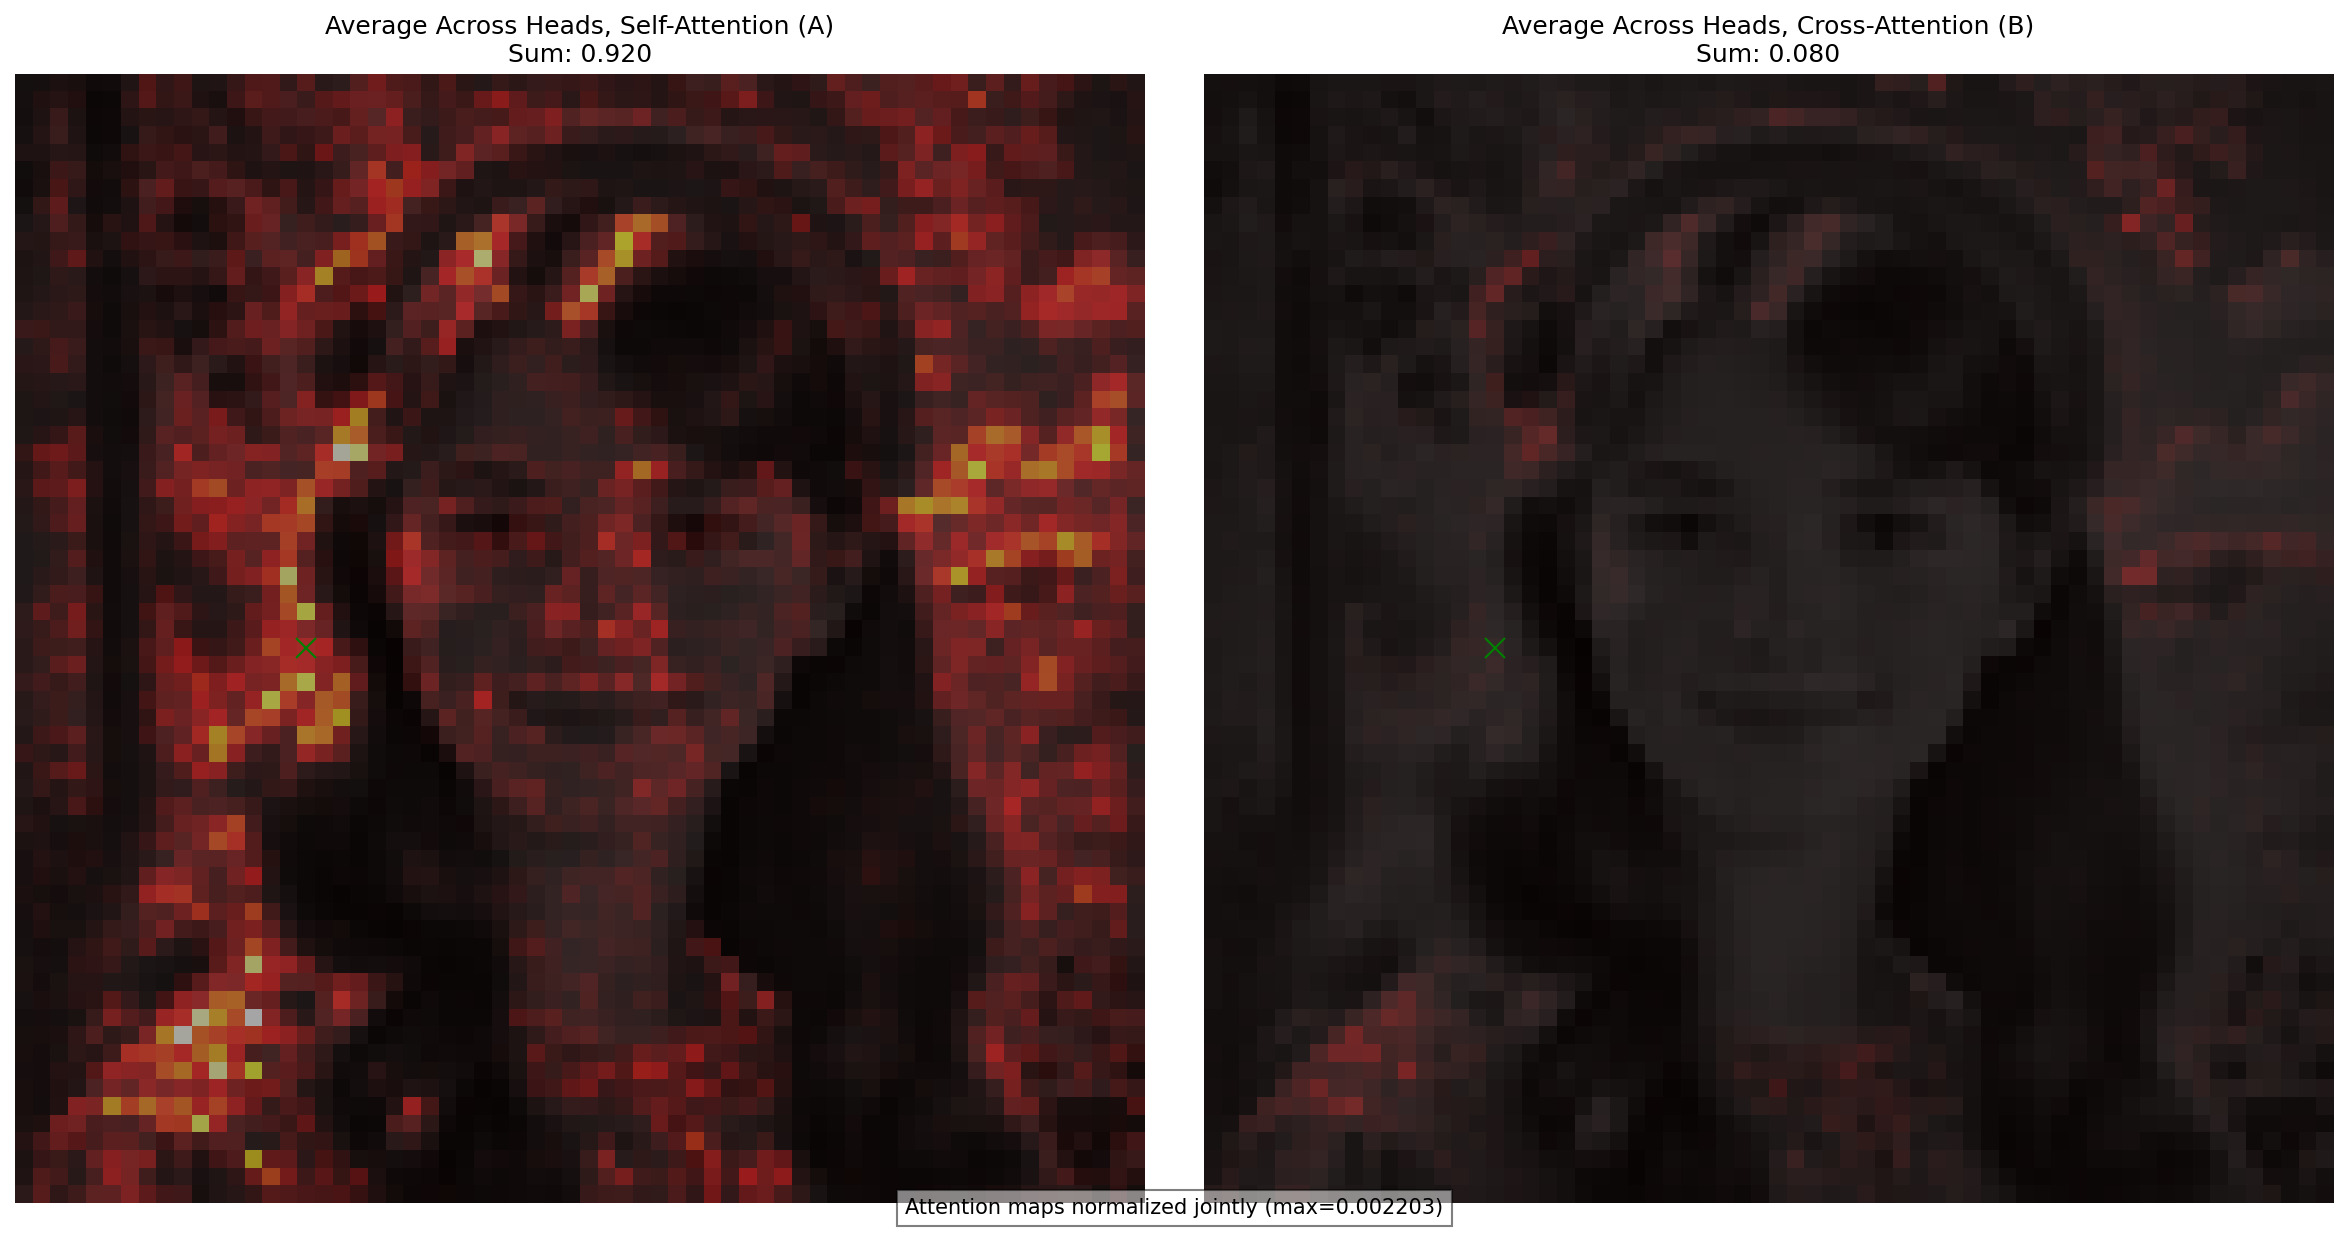 Average Across Heads, Self-Attention (A)
Sum: 0.920
Average Across Heads, Cross-Attention (B)
Sum: 0.080
Attention maps normalized jointly (max=0.002203)